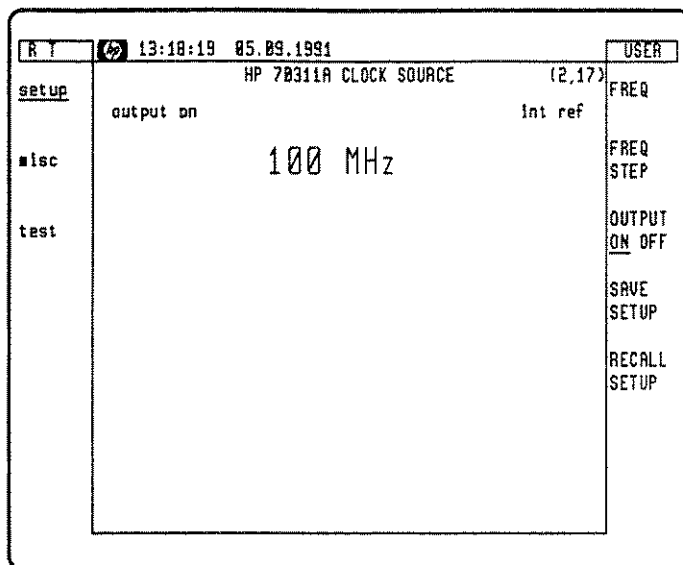 R T
hp 13:18:19 05.09.1991
USER
HP 70311A CLOCK SOURCE (2,17)
setup
misc
test
output on
int ref
100 MHz
FREQ
FREQ
STEP
OUTPUT
ON OFF
SAVE
SETUP
RECALL
SETUP